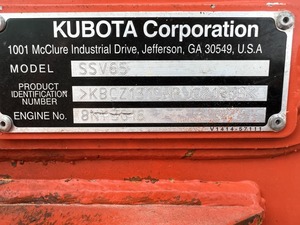 KUBOTA Corporation
1001 McClure Industrial Drive, Jefferson, GA 30549, U.S.A
MODEL SSV65
PRODUCT
IDENTIFICATION
NUMBER
ENGINE No.